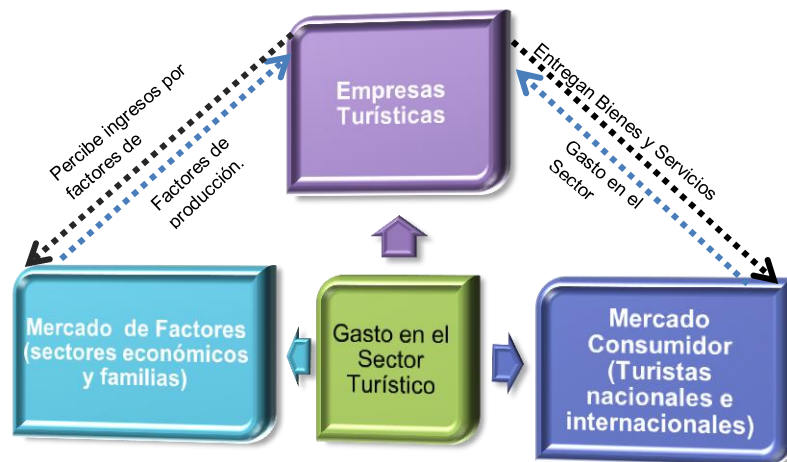 Empresas
Turísticas
Percibe ingresos por
factores de
Factores de
producción.
Entregan Bienes y Servicios
Gasto en el
Sector
Mercado  de Factores
(sectores económicos
y familias)
Gasto en el
Sector
Turístico
Mercado
Consumidor
(Turistas
nacionales e
internacionales)